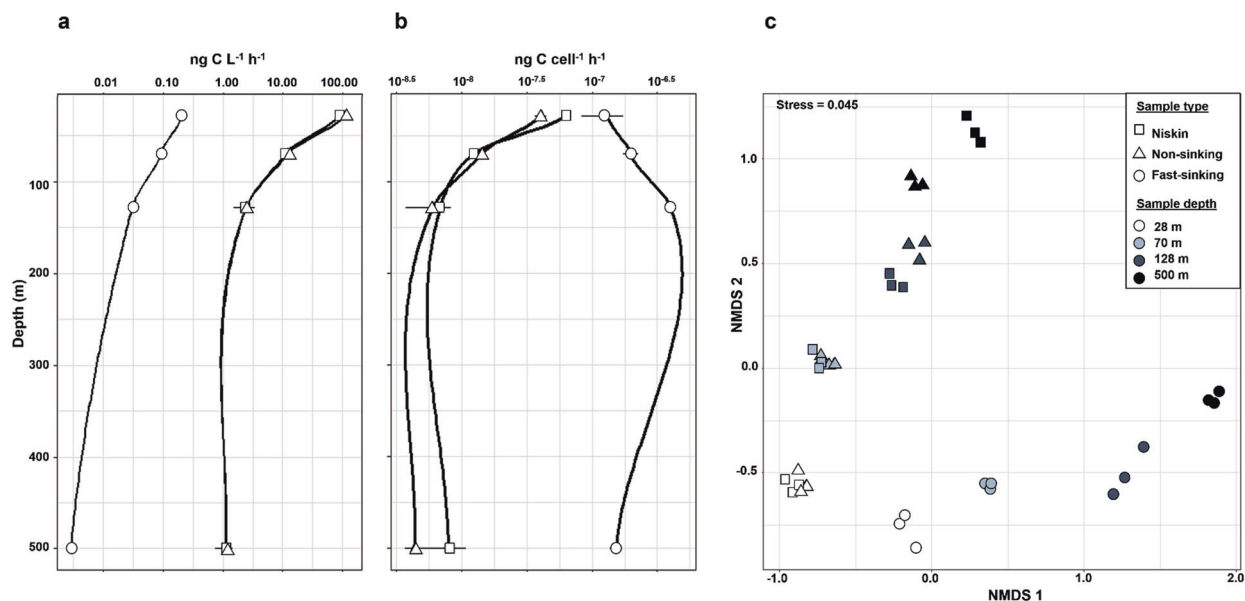 a
ng C L⁻¹ h⁻¹
0.01 0.10 1.00 10.00 100.00
Depth (m)
100
200
300
400
500
b
ng C cell⁻¹ h⁻¹
10⁻⁸·⁵ 10⁻⁸ 10⁻⁷·⁵ 10⁻⁷ 10⁻⁶·⁵
c
Stress = 0.045
Sample type
Niskin
Non-sinking
Fast-sinking
Sample depth
28 m
70 m
128 m
500 m
NMDS 2
1.0
0.5
0.0
-0.5
-1.0 0.0 1.0 2.0
NMDS 1